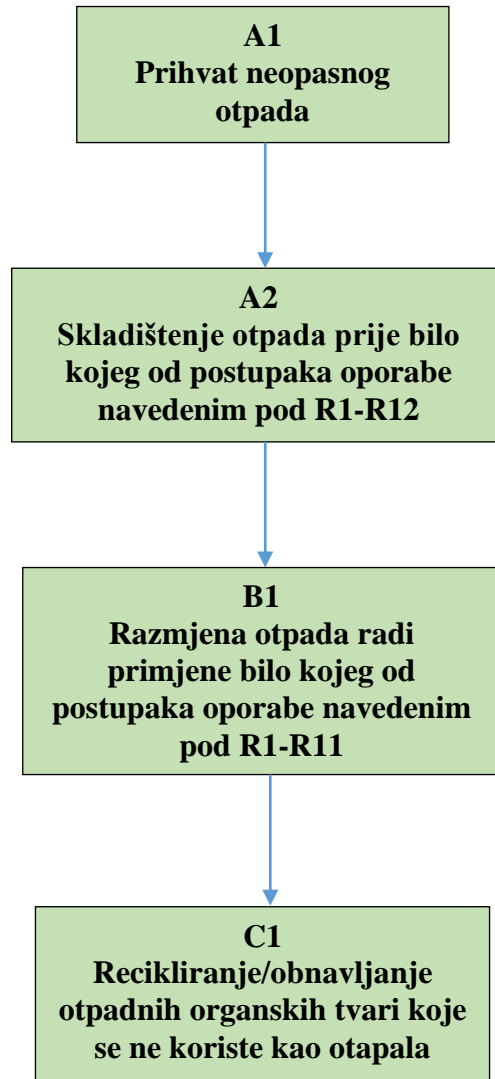 A1
Prihvat neopasnog
otpada
A2
Skladištenje otpada prije bilo
kojeg od postupaka oporabe
navedenim pod R1-R12
B1
Razmjena otpada radi
primjene bilo kojeg od
postupaka oporabe navedenim
pod R1-R11
C1
Recikliranje/obnavljanje
otpadnih organskih tvari koje
se ne koriste kao otapala